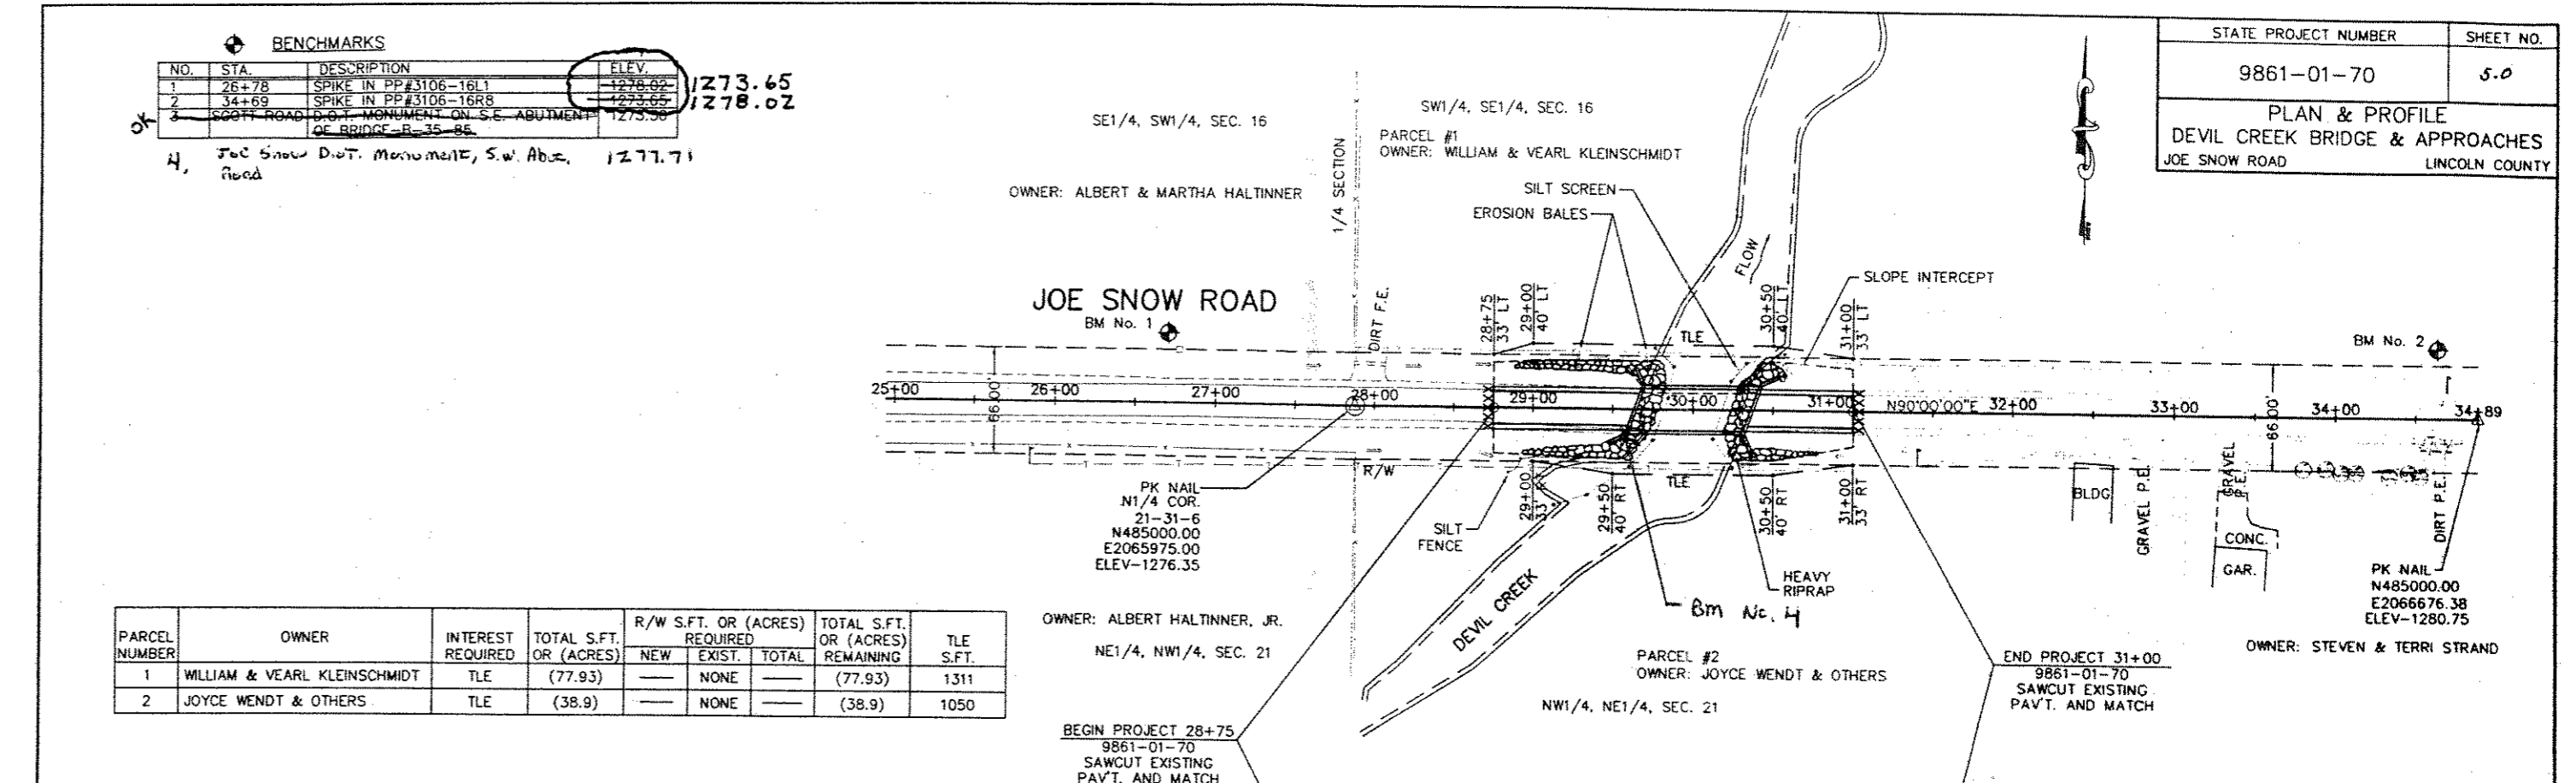 BENCHMARKS
NO. STA. DESCRIPTION ELEV.
1 26+78 SPIKE IN PP#3106-16L1 1278.02 1273.65
2 34+69 SPIKE IN PP#3106-16R8 1273.65 1278.02
OK
3 SCOTT ROAD D.O.T. MONUMENT ON S.E. ABUTMENT 1273.58
OF BRIDGE B-35-85
4, Joe Snow D.O.T. Monument, S.W. Abut. 1277.71
Road
STATE PROJECT NUMBER SHEET NO.
9861-01-70 5.0
PLAN & PROFILE
DEVIL CREEK BRIDGE & APPROACHES
JOE SNOW ROAD LINCOLN COUNTY
SE1/4, SW1/4, SEC. 16
OWNER: ALBERT & MARTHA HALTINNER
1/4 SECTION
SW1/4, SE1/4, SEC. 16
PARCEL #1
OWNER: WILLIAM & VEARL KLEINSCHMIDT
SILT SCREEN
EROSION BALES
FLOW
SLOPE INTERCEPT
JOE SNOW ROAD
BM No. 1
DIRT F.E.
28+75
33' LT
29+00
40' LT
TLE
30+50
40' LT
31+00
33' LT
BM No. 2
25+00 26+00 27+00 28+00 29+00 30+00 31+00 N90°00'00"E 32+00 33+00 34+00 34+89
66.00'
66.00'
R/W
PK NAIL
N1/4 COR.
21-31-6
N485000.00
E2065975.00
ELEV-1276.35
SILT
FENCE
29+00
33' RT
29+50
40' RT
TLE
30+50
40' RT
31+00
33' RT
HEAVY
RIPRAP
Bm No. 4
DEVIL CREEK
BLDG
GRAVEL P.E.
GRAVEL
P.E.
CONC.
GAR.
DIRT P.E.
PK NAIL
N485000.00
E2066676.38
ELEV-1280.75
OWNER: STEVEN & TERRI STRAND
OWNER: ALBERT HALTINNER, JR.
NE1/4, NW1/4, SEC. 21
PARCEL #2
OWNER: JOYCE WENDT & OTHERS
NW1/4, NE1/4, SEC. 21
END PROJECT 31+00
9861-01-70
SAWCUT EXISTING
PAV'T. AND MATCH
BEGIN PROJECT 28+75
9861-01-70
SAWCUT EXISTING
PAV'T. AND MATCH
PARCEL NUMBER OWNER INTEREST REQUIRED TOTAL S.FT. OR (ACRES) R/W S.FT. OR (ACRES) REQUIRED NEW EXIST. TOTAL TOTAL S.FT. OR (ACRES) REMAINING TLE S.FT.
1 WILLIAM & VEARL KLEINSCHMIDT TLE (77.93) —— NONE —— (77.93) 1311
2 JOYCE WENDT & OTHERS TLE (38.9) —— NONE —— (38.9) 1050